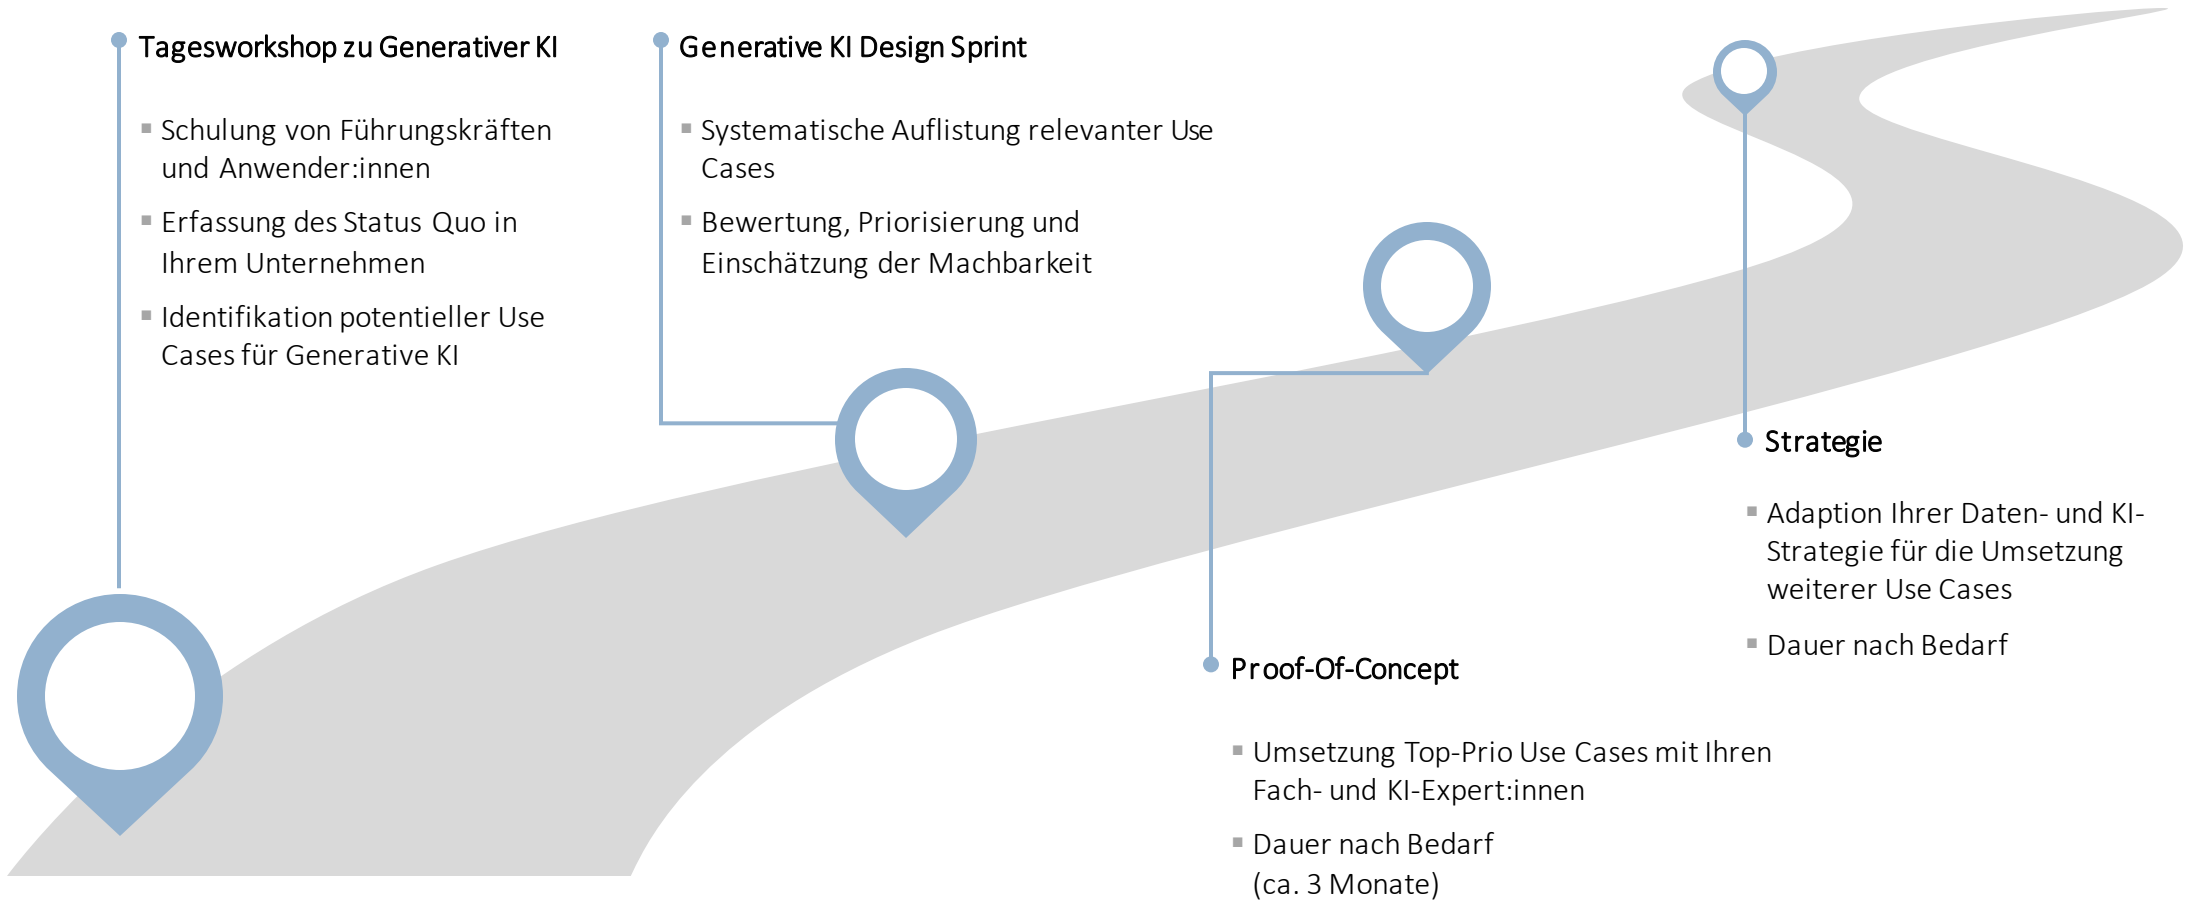 Tagesworkshop zu Generativer KI
▪ Schulung von Führungskräften
und Anwender:innen
▪ Erfassung des Status Quo in
Ihrem Unternehmen
▪ Identifikation potentieller Use
Cases für Generative KI
Generative KI Design Sprint
▪ Systematische Auflistung relevanter Use
Cases
▪ Bewertung, Priorisierung und
Einschätzung der Machbarkeit
Proof-Of-Concept
▪ Umsetzung Top-Prio Use Cases mit Ihren
Fach- und KI-Expert:innen
▪ Dauer nach Bedarf
(ca. 3 Monate)
Strategie
▪ Adaption Ihrer Daten- und KI-
Strategie für die Umsetzung
weiterer Use Cases
▪ Dauer nach Bedarf